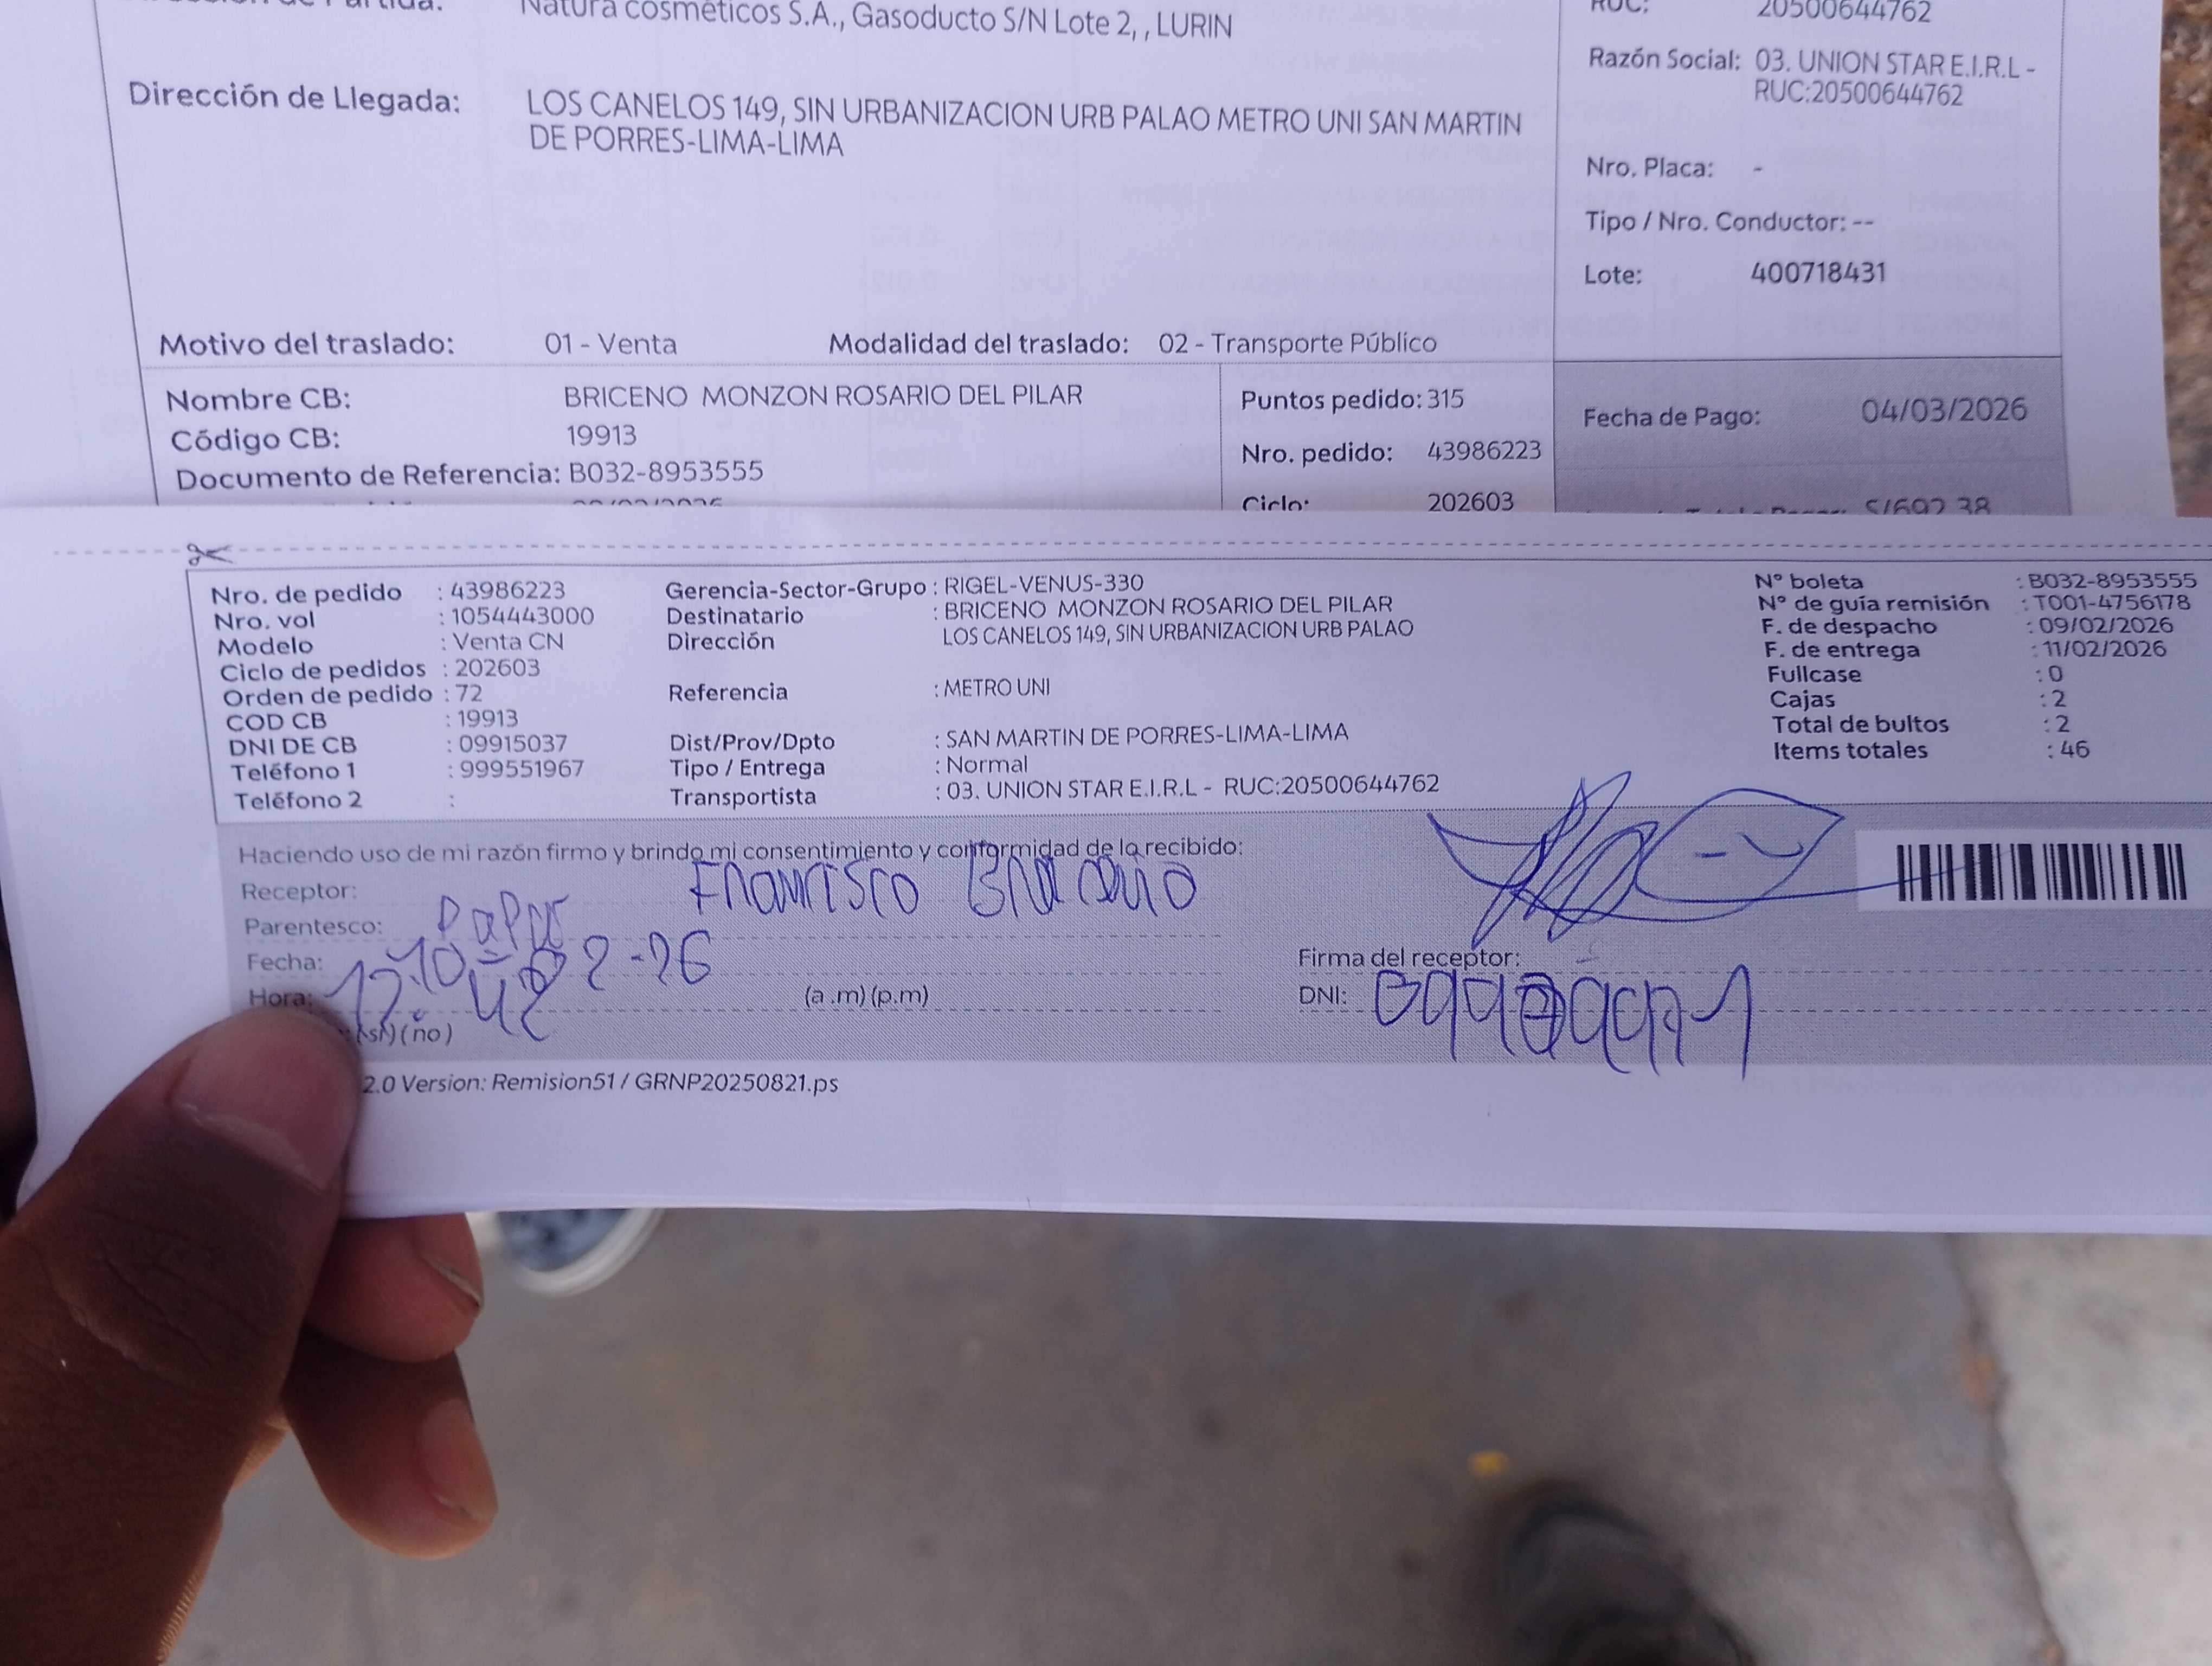 Natura cosméticos S.A., Gasoducto S/N Lote 2, , LURIN
RUC: 20500644762
Razón Social: 03. UNION STAR E.I.R.L -
RUC:20500644762
Dirección de Llegada: LOS CANELOS 149, SIN URBANIZACION URB PALAO METRO UNI SAN MARTIN
DE PORRES-LIMA-LIMA
Nro. Placa: -
Tipo / Nro. Conductor: --
Lote: 400718431
Motivo del traslado: 01 - Venta Modalidad del traslado: 02 - Transporte Público
Nombre CB: BRICENO MONZON ROSARIO DEL PILAR
Código CB: 19913
Documento de Referencia: B032-8953555
Puntos pedido: 315
Nro. pedido: 43986223
Ciclo: 202603
Fecha de Pago: 04/03/2026
S/692.38
Nro. de pedido : 43986223
Nro. vol : 1054443000
Modelo : Venta CN
Ciclo de pedidos : 202603
Orden de pedido : 72
COD CB : 19913
DNI DE CB : 09915037
Teléfono 1 : 999551967
Teléfono 2 :
Gerencia-Sector-Grupo : RIGEL-VENUS-330
Destinatario : BRICENO MONZON ROSARIO DEL PILAR
Dirección LOS CANELOS 149, SIN URBANIZACION URB PALAO
Referencia : METRO UNI
Dist/Prov/Dpto : SAN MARTIN DE PORRES-LIMA-LIMA
Tipo / Entrega : Normal
Transportista : 03. UNION STAR E.I.R.L - RUC:20500644762
N° boleta : B032-8953555
N° de guía remisión : T001-4756178
F. de despacho : 09/02/2026
F. de entrega : 11/02/2026
Fullcase : 0
Cajas : 2
Total de bultos : 2
Items totales : 46
Haciendo uso de mi razón firmo y brindo mi consentimiento y conformidad de lo recibido:
Receptor: Francisco
Parentesco:
Fecha:
Hora: 12:42 (a .m) (p.m)
(si) ( no )
Firma del receptor:
DNI:
2.0 Version: Remision51 / GRNP20250821.ps